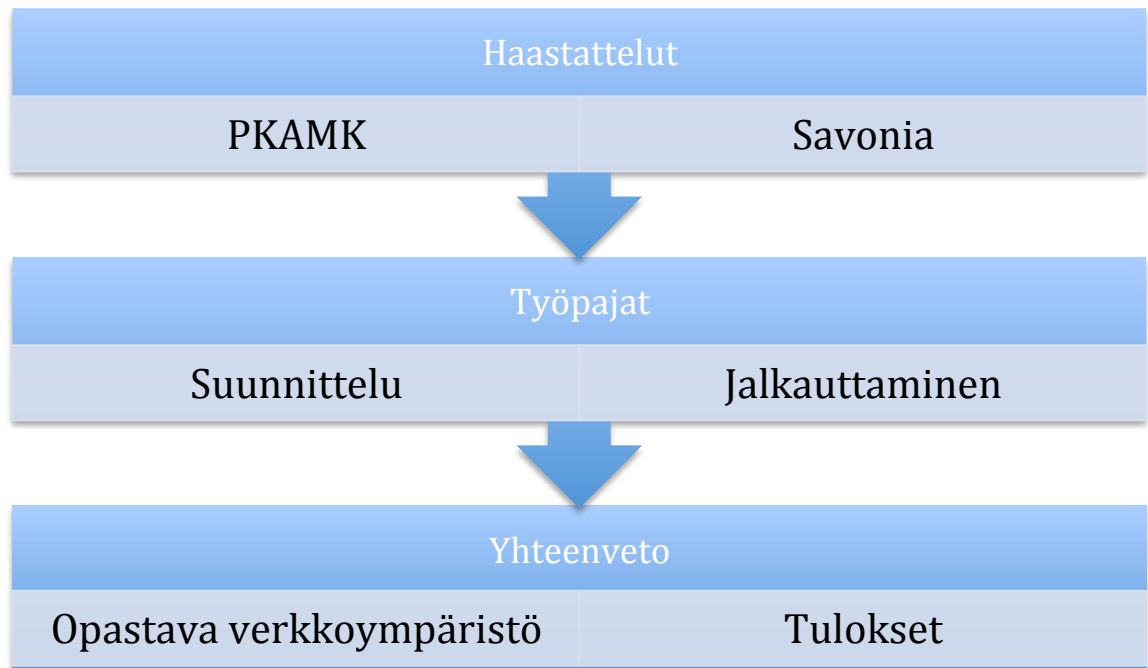 Haastattelut
PKAMK Savonia
Työpajat
Suunnittelu Jalkauttaminen
Yhteenveto
Opastava verkkoympäristö Tulokset